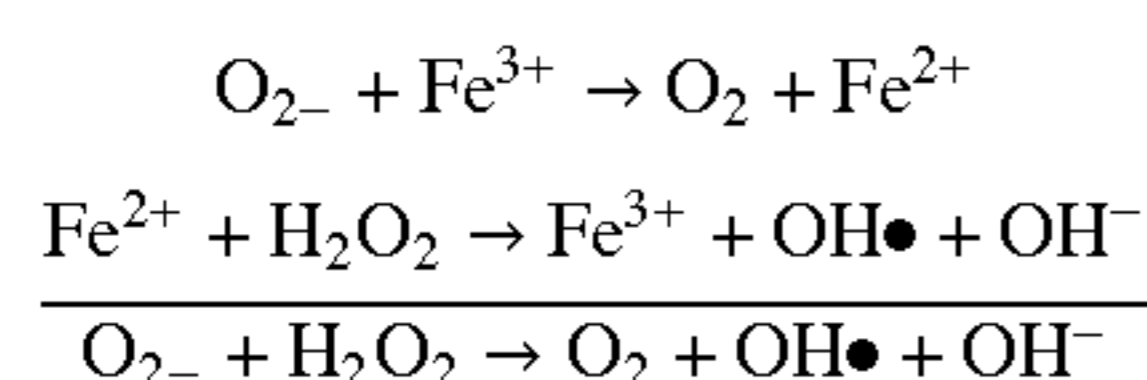 O₂₋ + Fe³⁺ → O₂ + Fe²⁺
Fe²⁺ + H₂O₂ → Fe³⁺ + OH● + OH⁻
O₂₋ + H₂O₂ → O₂ + OH● + OH⁻